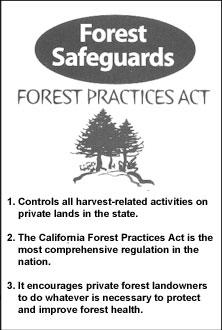 Forest
Safeguards
FOREST PRACTICES ACT
1. Controls all harvest-related activities on
private lands in the state.
2. The California Forest Practices Act is the
most comprehensive regulation in the
nation.
3. It encourages private forest landowners
to do whatever is necessary to protect
and improve forest health.